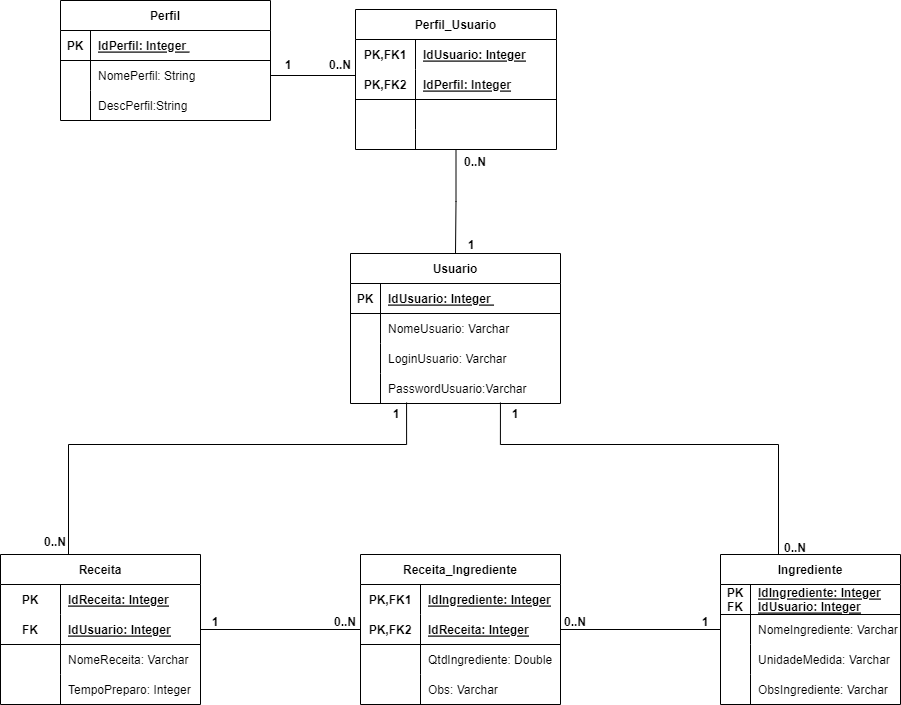 Perfil
PK IdPerfil: Integer
NomePerfil: String
DescPerfil:String
1 0..N
Perfil_Usuario
PK,FK1 IdUsuario: Integer
PK,FK2 IdPerfil: Integer
0..N
1
Usuario
PK IdUsuario: Integer
NomeUsuario: Varchar
LoginUsuario: Varchar
PasswordUsuario:Varchar
1 1
0..N 0..N
Receita
PK IdReceita: Integer
FK IdUsuario: Integer
NomeReceita: Varchar
TempoPreparo: Integer
1 0..N
Receita_Ingrediente
PK,FK1 IdIngrediente: Integer
PK,FK2 IdReceita: Integer
QtdIngrediente: Double
Obs: Varchar
0..N 1
Ingrediente
PK IdIngrediente: Integer
FK IdUsuario: Integer
NomeIngrediente: Varchar
UnidadeMedida: Varchar
ObsIngrediente: Varchar